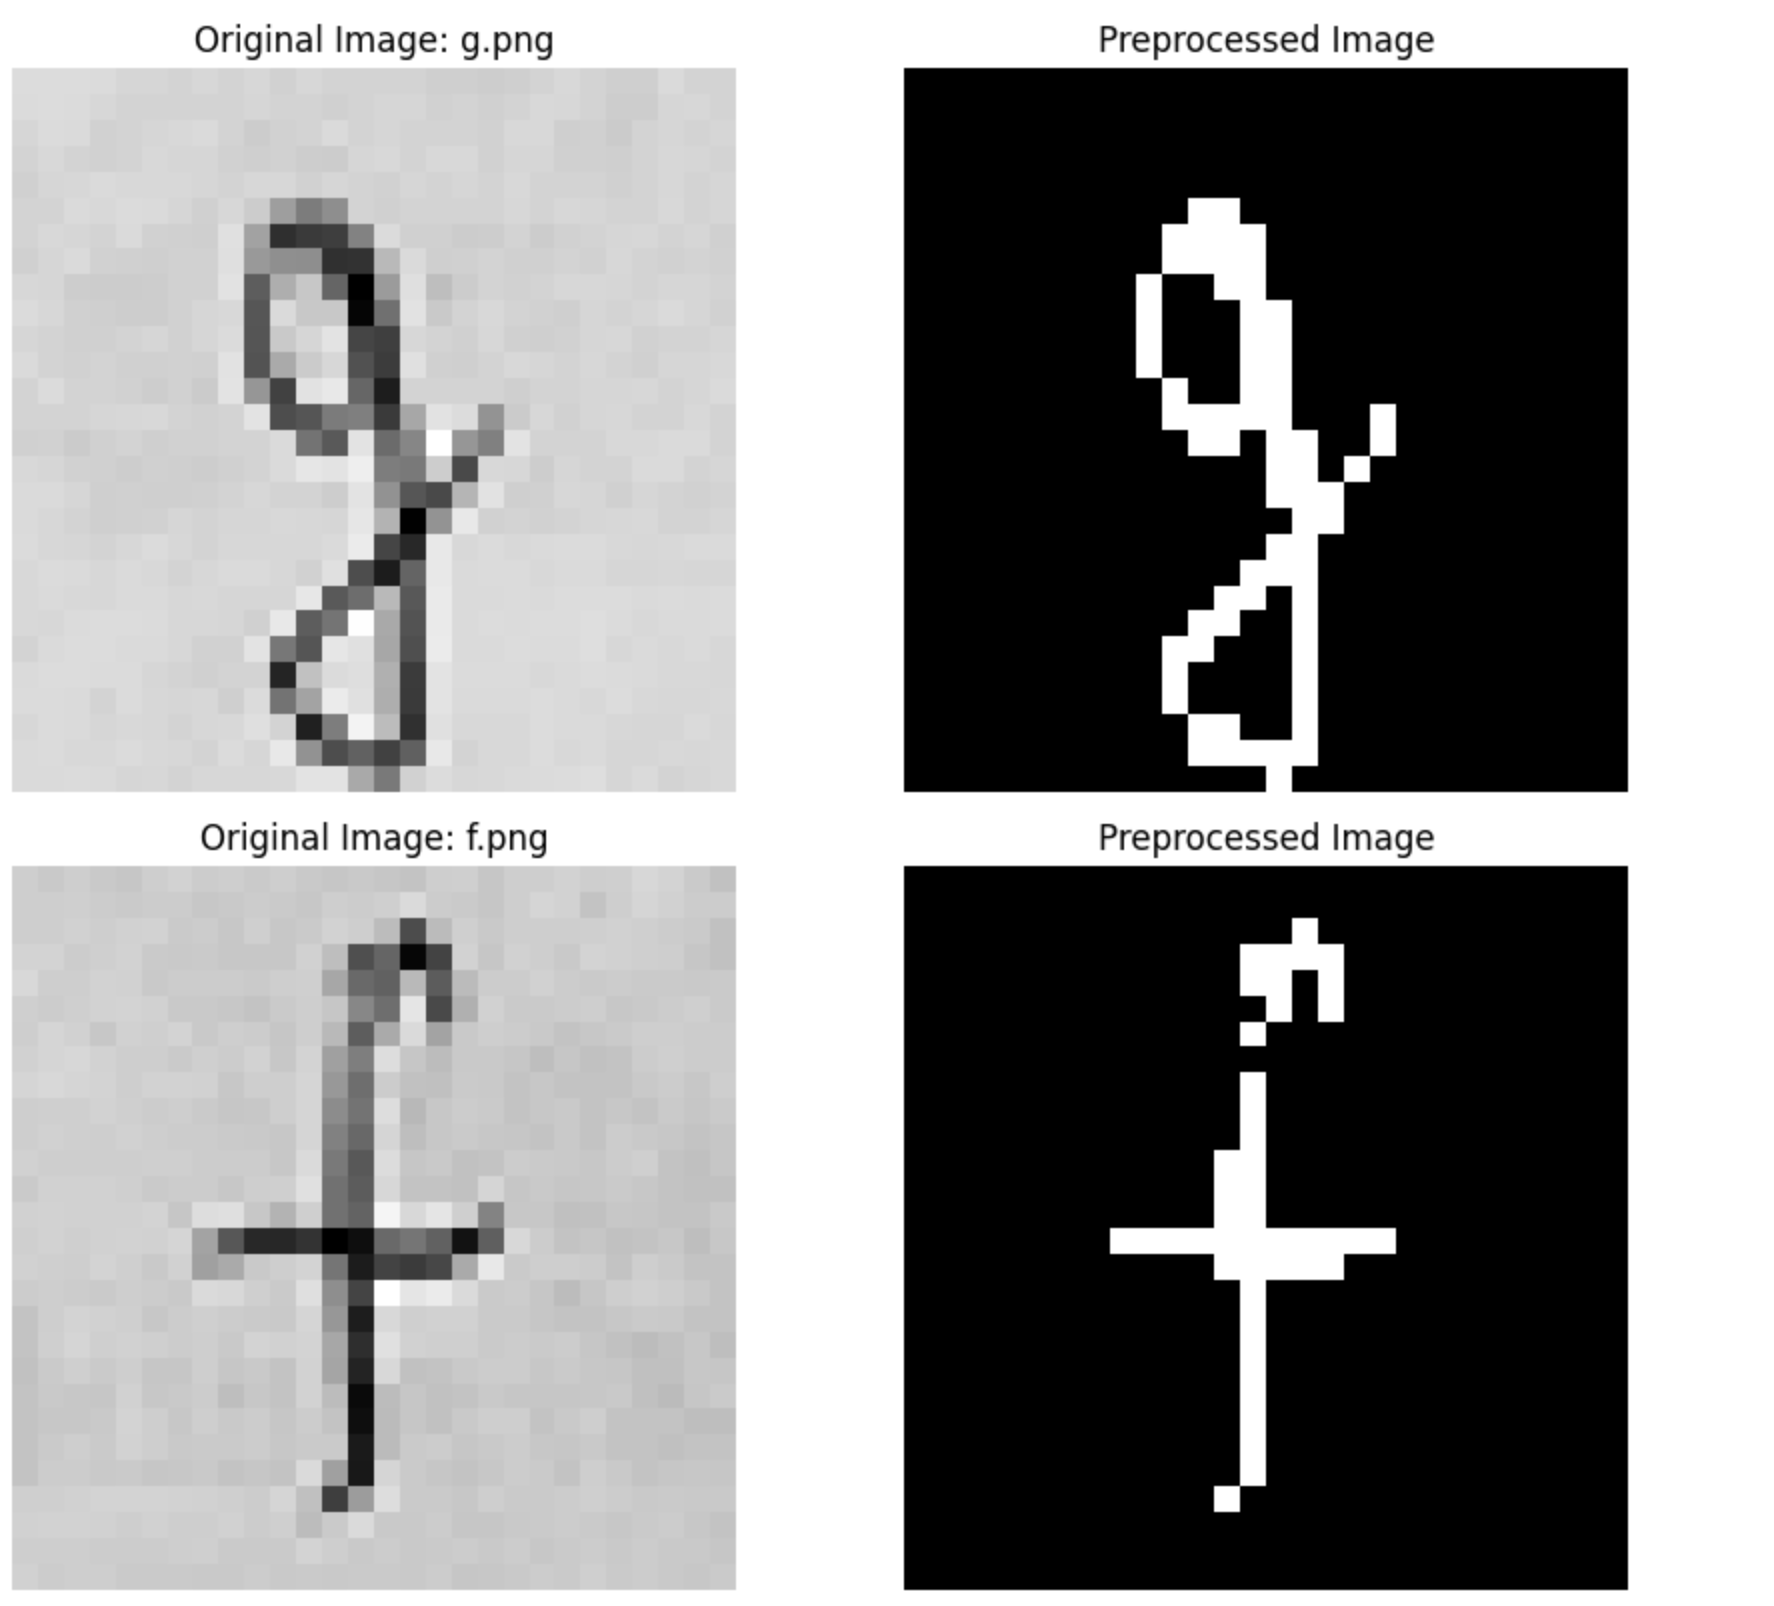 Original Image: g.png Preprocessed Image
g
Original Image: f.png Preprocessed Image
f